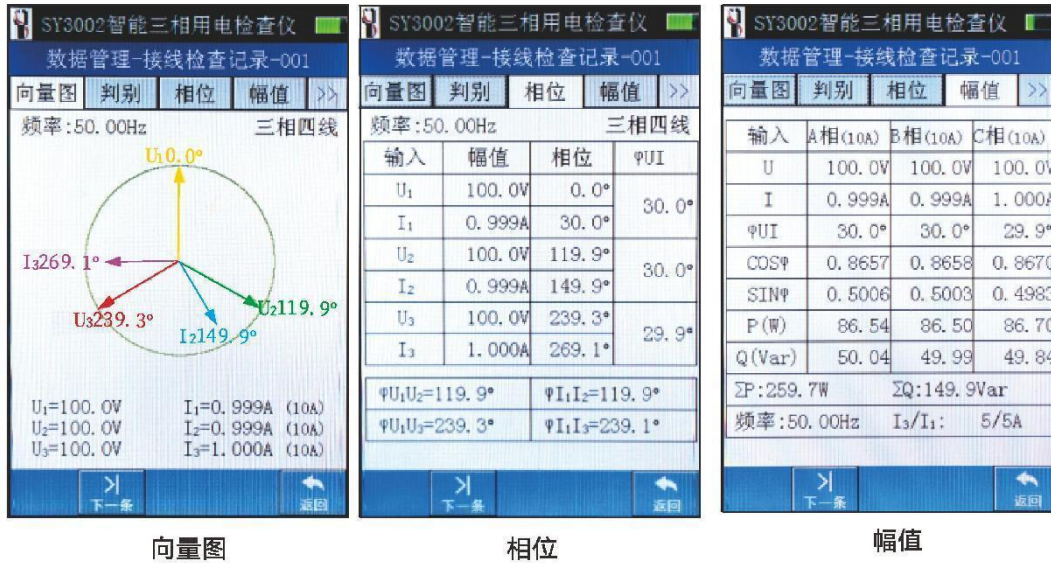 SY3002智能三相用电检查仪
数据管理-接线检查记录-001
向量图 判别 相位 幅值 >>
频率:50.00Hz 三相四线
U₁0.0°
I₃269.1°
U₃239.3°
I₂149.9°
U₂119.9°
U₁=100.0V I₁=0.999A (10A)
U₂=100.0V I₂=0.999A (10A)
U₃=100.0V I₃=1.000A (10A)
下一条 返回
向量图
SY3002智能三相用电检查仪
数据管理-接线检查记录-001
向量图 判别 相位 幅值 >>
频率:50.00Hz 三相四线
输入 幅值 相位 φUI
U₁ 100.0V 0.0° 30.0°
I₁ 0.999A 30.0°
U₂ 100.0V 119.9° 30.0°
I₂ 0.999A 149.9°
U₃ 100.0V 239.3° 29.9°
I₃ 1.000A 269.1°
φU₁U₂=119.9° φI₁I₂=119.9°
φU₁U₃=239.3° φI₁I₃=239.1°
下一条 返回
相位
SY3002智能三相用电检查仪
数据管理-接线检查记录-001
向量图 判别 相位 幅值 >>
输入 A相(10A) B相(10A) C相(10A)
U 100.0V 100.0V 100.0V
I 0.999A 0.999A 1.000A
φUI 30.0° 30.0° 29.9°
COSφ 0.8657 0.8658 0.8670
SINφ 0.5006 0.5003 0.4983
P(W) 86.54 86.50 86.70
Q(Var) 50.04 49.99 49.84
ΣP:259.7W ΣQ:149.9Var
频率:50.00Hz I₃/I₁: 5/5A
下一条 返回
幅值